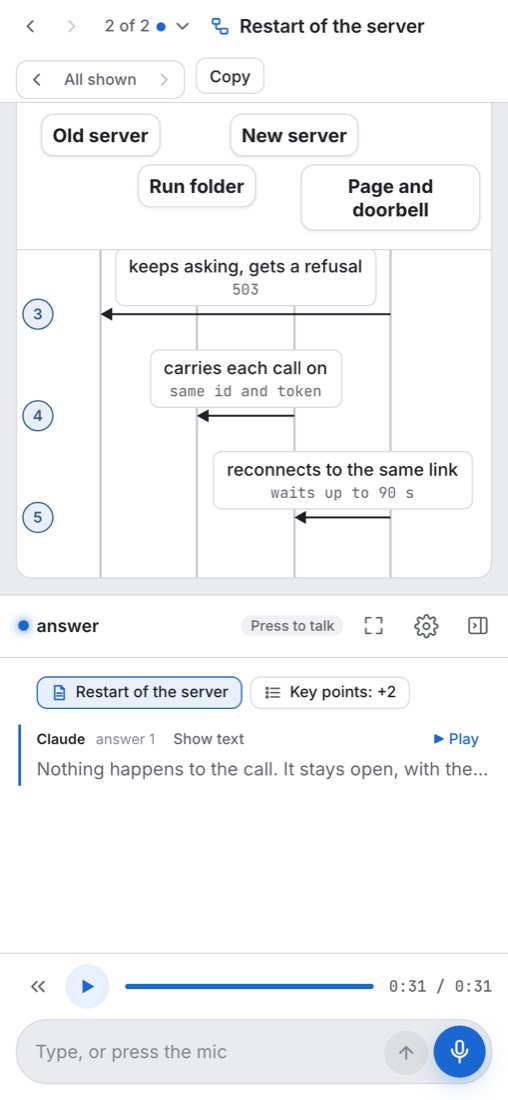 2 of 2
Restart of the server
All shown
Copy
Old server
New server
Run folder
Page and
doorbell
keeps asking, gets a refusal
503
3
carries each call on
same id and token
4
reconnects to the same link
waits up to 90 s
5
answer
Press to talk
Restart of the server
Key points: +2
Claude answer 1 Show text
Play
Nothing happens to the call. It stays open, with the...
0:31 / 0:31
Type, or press the mic